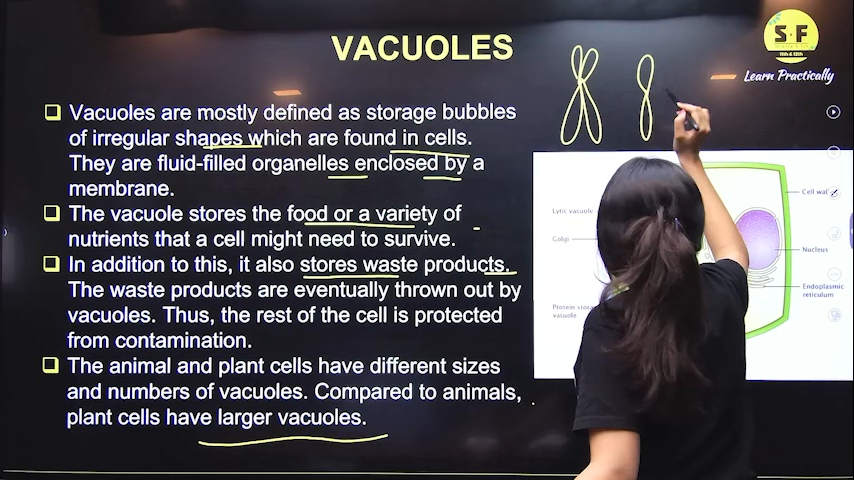 VACUOLES
S·F
11th & 12th
Learn Practically
❑ Vacuoles are mostly defined as storage bubbles
of irregular shapes which are found in cells.
They are fluid-filled organelles enclosed by a
membrane.
❑ The vacuole stores the food or a variety of
nutrients that a cell might need to survive.
❑ In addition to this, it also stores waste products.
The waste products are eventually thrown out by
vacuoles. Thus, the rest of the cell is protected
from contamination.
❑ The animal and plant cells have different sizes
and numbers of vacuoles. Compared to animals,
plant cells have larger vacuoles.
Cell wall
Lytic vacuole
Golgi
Nucleus
Endoplasmic
reticulum
Protein
vacuole